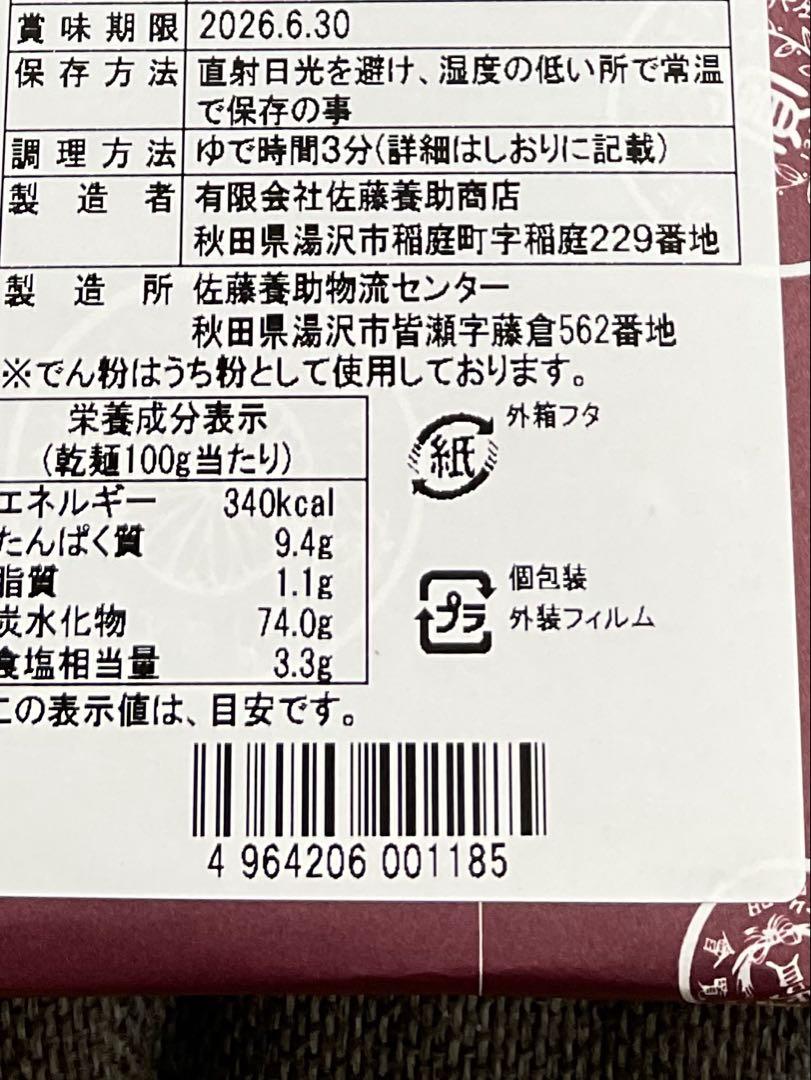 賞味期限 2026.6.30
保存方法 直射日光を避け、湿度の低い所で常温
で保存の事
調理方法 ゆで時間3分(詳細はしおりに記載)
製造者 有限会社佐藤養助商店
秋田県湯沢市稲庭町字稲庭229番地
製造所 佐藤養助物流センター
秋田県湯沢市皆瀬字藤倉562番地
※でん粉はうち粉として使用しております。
栄養成分表示
(乾麺100g当たり)
エネルギー 340kcal
たんぱく質 9.4g
脂質 1.1g
炭水化物 74.0g
食塩相当量 3.3g
この表示値は、目安です。
紙 外箱フタ
プラ 個包装
外装フィルム
4 964206 001185